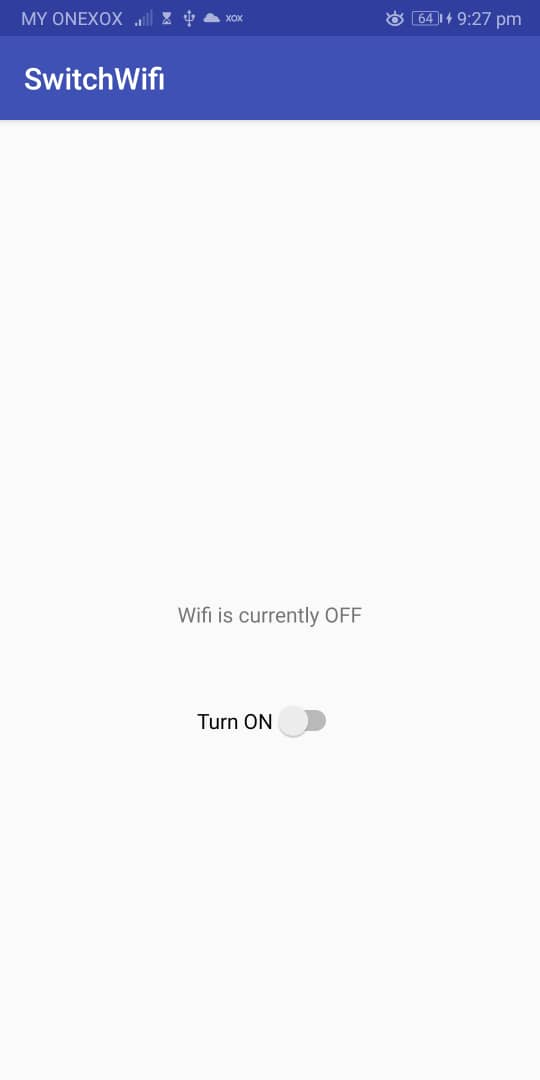 MY ONEXOX XOX 64 9:27 pm
SwitchWifi
Wifi is currently OFF
Turn ON